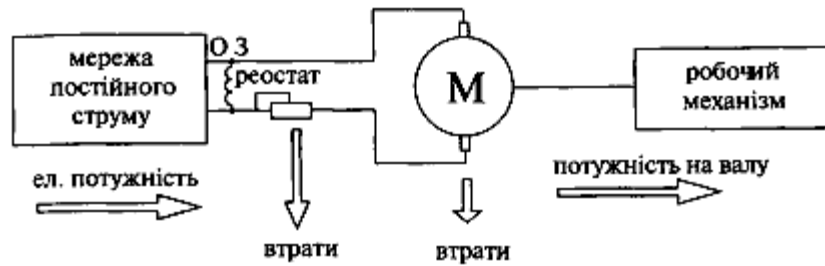 мережа
постійного
струму
О З
реостат
М
робочий
механізм
ел. потужність
втрати
втрати
потужність на валу